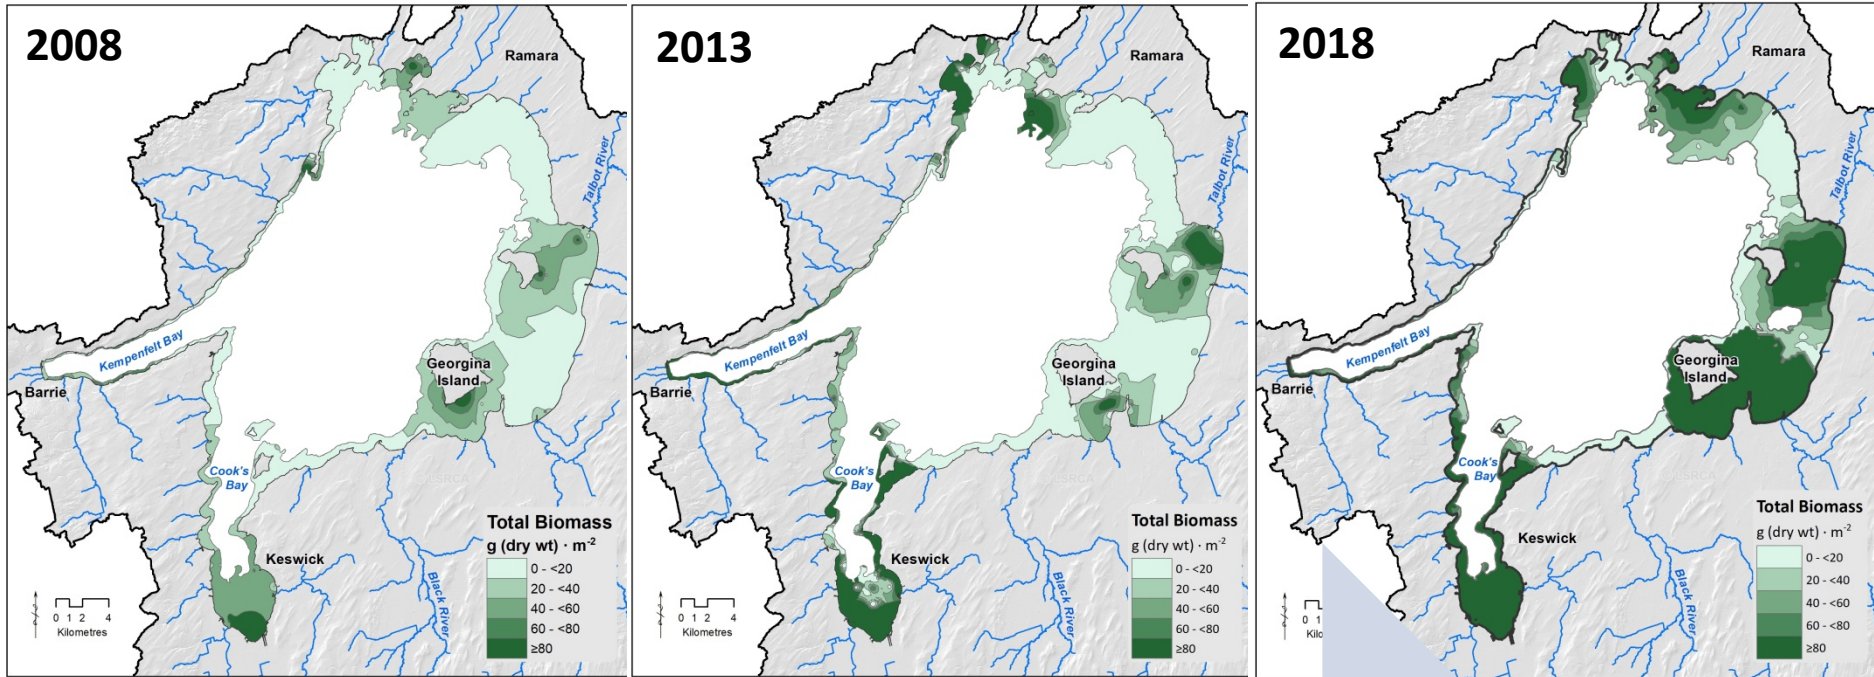 2008
Ramara
Talbot River
Kempenfelt Bay
Barrie
Georgina
Island
Cook's
Bay
Keswick
Black River
Total Biomass
g (dry wt) · m-2
0 - <20
20 - <40
40 - <60
60 - <80
≥80
0 1 2 4
Kilometres
2013
Ramara
Talbot River
Kempenfelt Bay
Barrie
Georgina
Island
Cook's
Bay
Keswick
Black River
Total Biomass
g (dry wt) · m-2
0 - <20
20 - <40
40 - <60
60 - <80
≥80
0 1 2 4
Kilometres
2018
Ramara
Talbot River
Kempenfelt Bay
Barrie
Georgina
Island
Cook's
Bay
Keswick
Black River
Total Biomass
g (dry wt) · m-2
0 - <20
20 - <40
40 - <60
60 - <80
≥80
0 1
Kilo